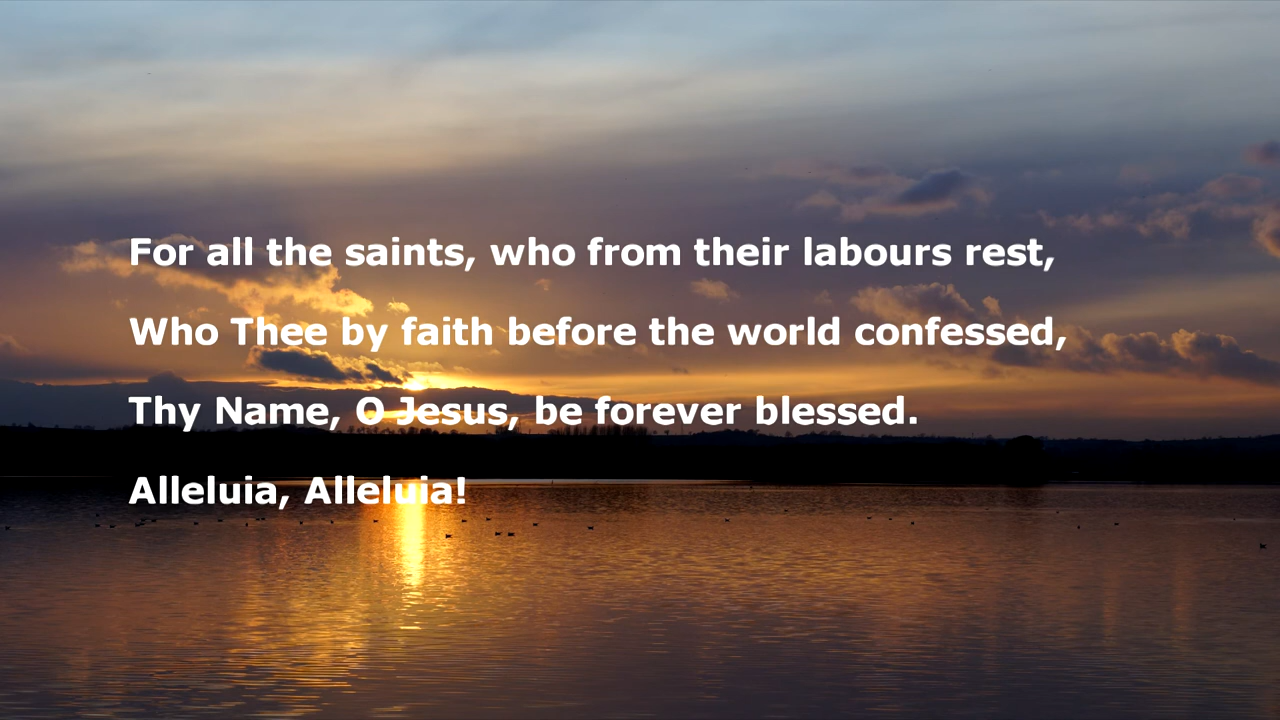 For all the saints, who from their labours rest,
Who Thee by faith before the world confessed,
Thy Name, O Jesus, be forever blessed.
Alleluia, Alleluia!